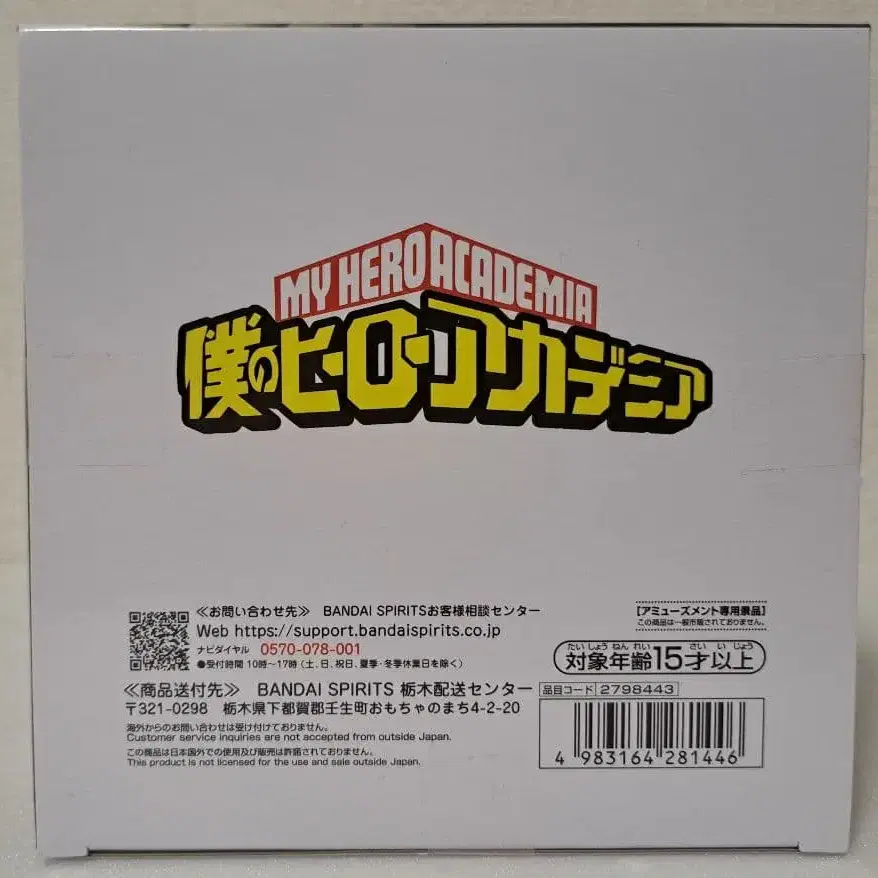 MY HERO ACADEMIA
僕のヒーローアカデミア
≪お問い合わせ先≫ BANDAI SPIRITSお客様相談センター
Web https://support.bandaispirits.co.jp
ナビダイヤル 0570-078-001
●受付時間 10時〜17時(土、日、祝日、夏季・冬季休業日を除く)
≪商品送付先≫ BANDAI SPIRITS 栃木配送センター
〒321-0298 栃木県下都賀郡壬生町おもちゃのまち4-2-20
海外からのお問い合わせは受け付けておりません。
Customer service inquiries are not accepted from outside Japan.
この商品は日本国外での使用及び販売は許諾されておりません。
This product is not licensed for the use and sale outside Japan.
[アミューズメント専用景品]
この商品は一般市販されておりません。
たいしょうねんれい さい いじょう
対象年齢15才以上
品目コード 2798443
4 983164 281446